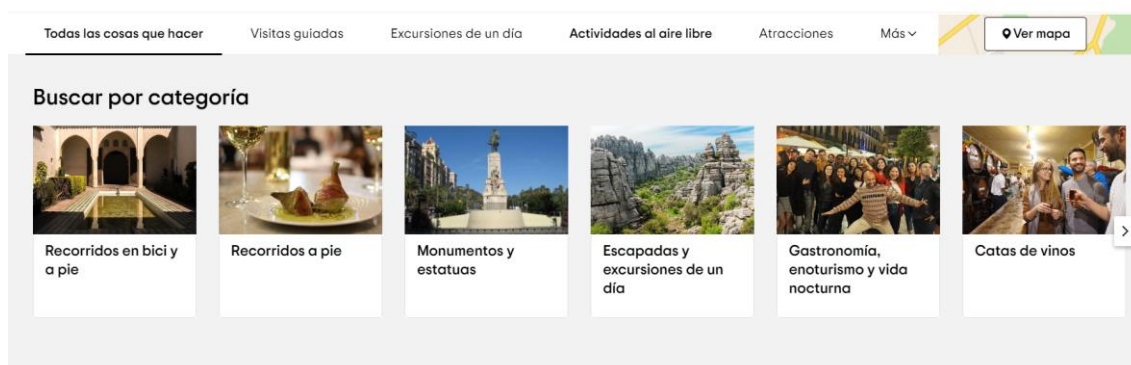 Todas las cosas que hacer
Visitas guiadas
Excursiones de un día
Actividades al aire libre
Atracciones
Más
Ver mapa
Buscar por categoría
Recorridos en bici y
a pie
Recorridos a pie
Monumentos y
estatuas
Escapadas y
excursiones de un
día
Gastronomía,
enoturismo y vida
nocturna
Catas de vinos